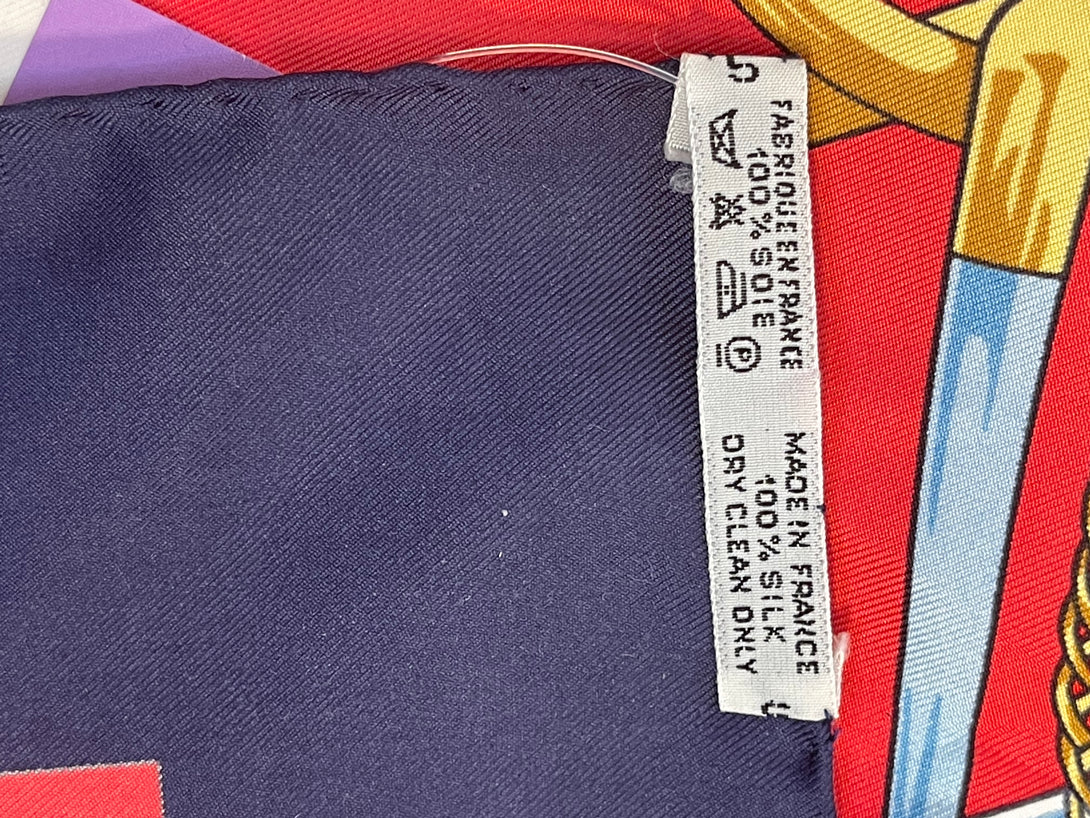 FABRIQUE EN FRANCE
100 % SOIE
MADE IN FRANCE
100 % SILK
DRY CLEAN ONLY